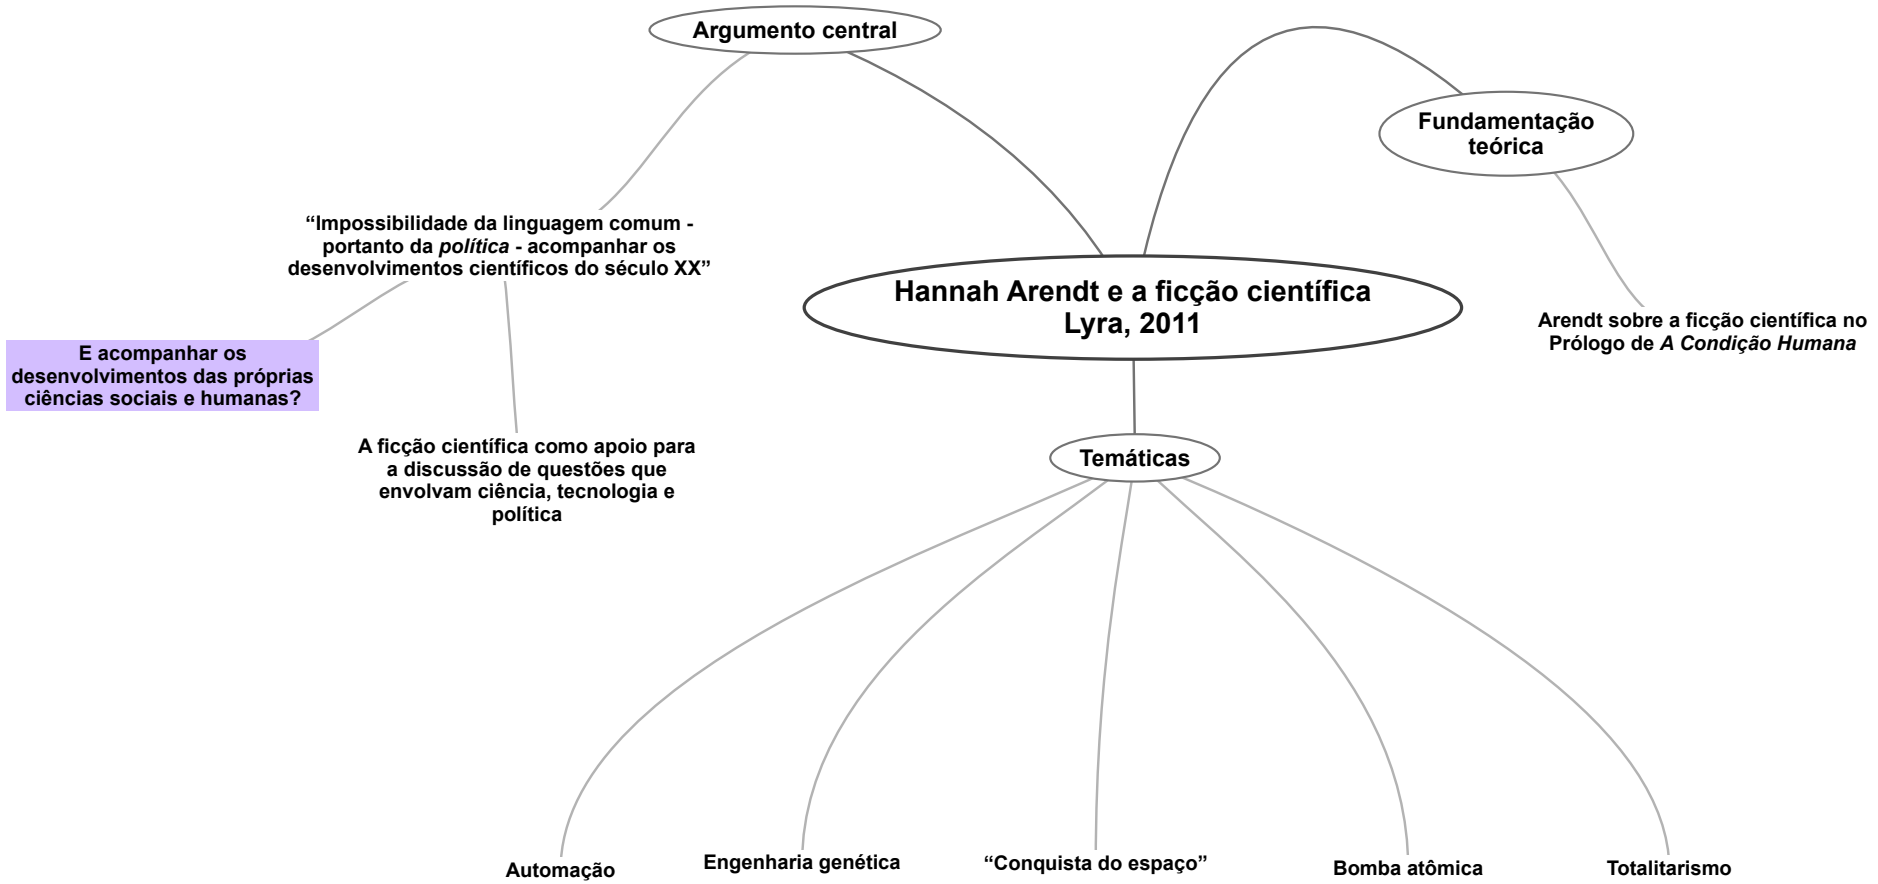 Argumento central
Fundamentação
teórica
“Impossibilidade da linguagem comum -
portanto da política - acompanhar os
desenvolvimentos científicos do século XX”
Hannah Arendt e a ficção científica
Lyra, 2011
Arendt sobre a ficção científica no
Prólogo de A Condição Humana
E acompanhar os
desenvolvimentos das próprias
ciências sociais e humanas?
A ficção científica como apoio para
a discussão de questões que
envolvam ciência, tecnologia e
política
Temáticas
Automação
Engenharia genética
“Conquista do espaço”
Bomba atômica
Totalitarismo